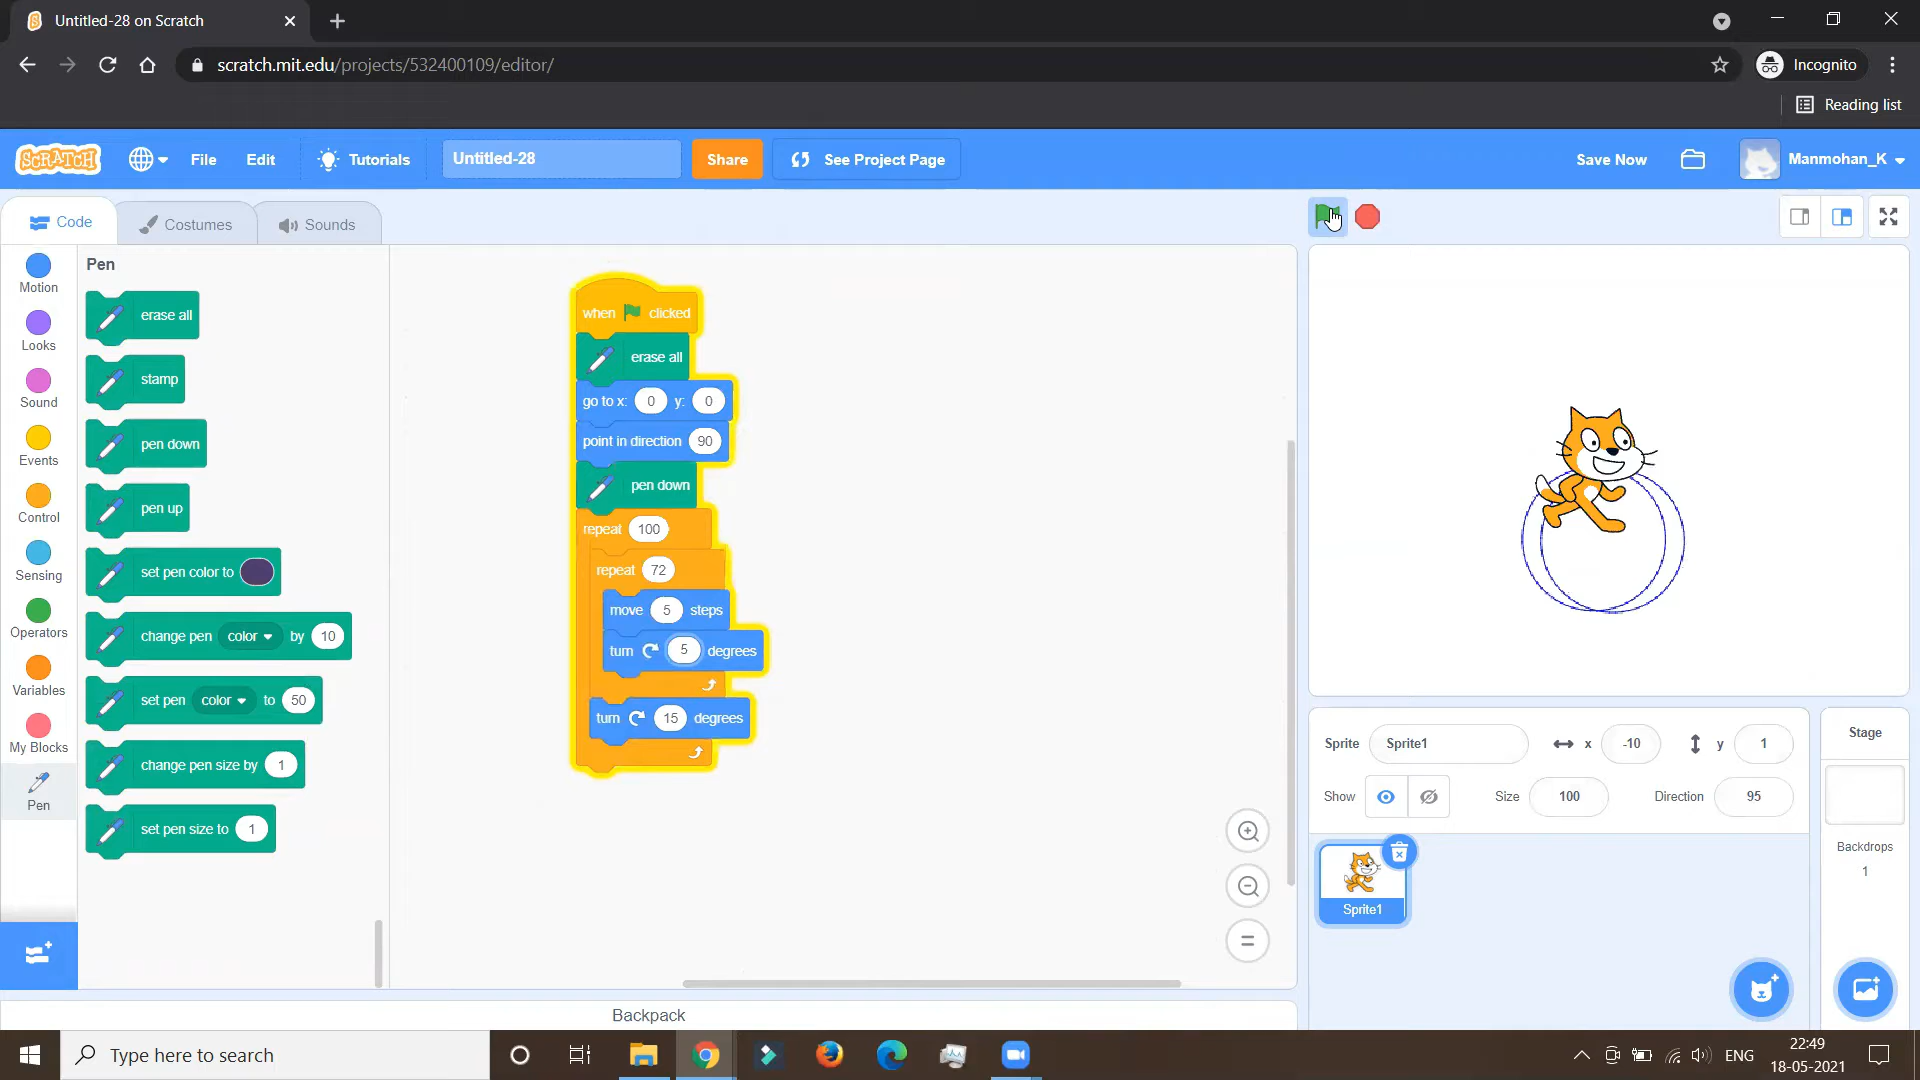 Untitled-28 on Scratch
scratch.mit.edu/projects/532400109/editor/
Incognito
Reading list
SCRATCH
File
Edit
Tutorials
Untitled-28
Share
See Project Page
Save Now
Manmohan_K
Code
Costumes
Sounds
Motion
Looks
Sound
Events
Control
Sensing
Operators
Variables
My Blocks
Pen
Pen
erase all
stamp
pen down
pen up
set pen color to
change pen color by 10
set pen color to 50
change pen size by 1
set pen size to 1
when clicked
erase all
go to x: 0 y: 0
point in direction 90
pen down
repeat 100
repeat 72
move 5 steps
turn 5 degrees
turn 15 degrees
Backpack
Sprite Sprite1 x -10 y 1
Show Size 100 Direction 95
Sprite1
Stage
Backdrops
1
Type here to search
ENG
22:49
18-05-2021